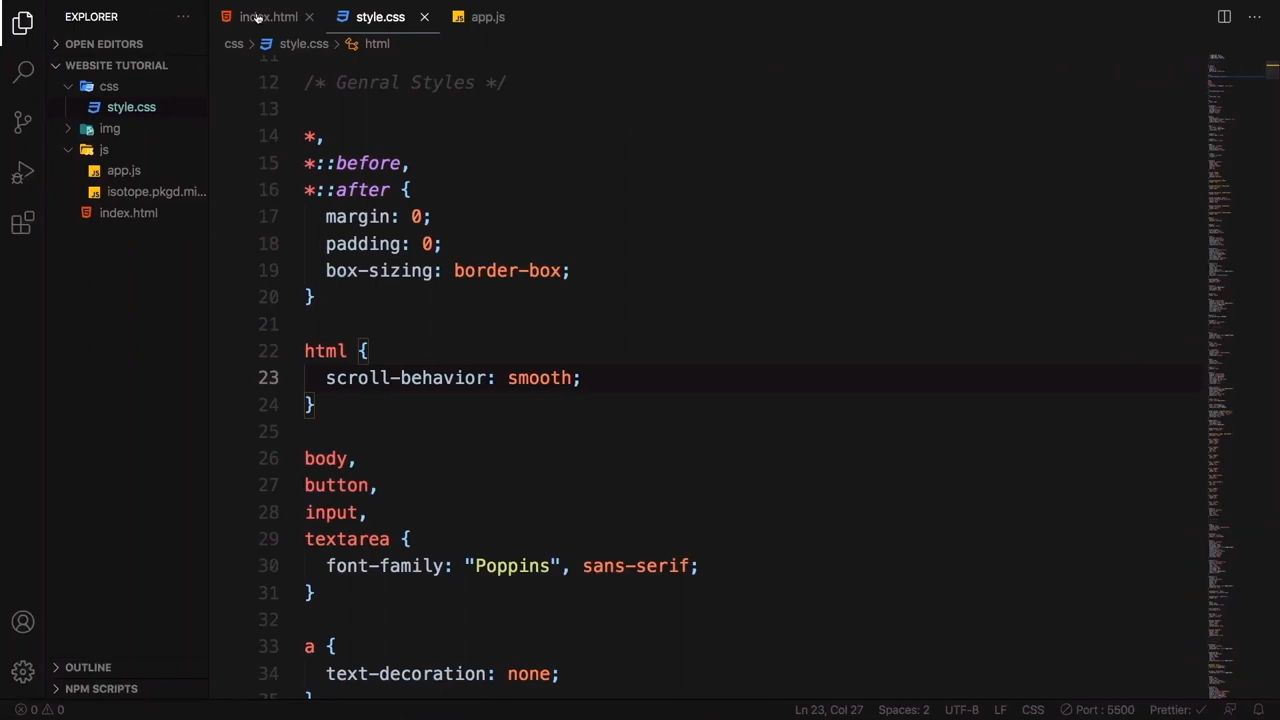 EXPLORER
index.html
style.css
app.js
OPEN EDITORS
css
style.css
html
WEBSITE TUTORIAL
css
style.css
img
js
app.js
isotope.pkgd.mi...
index.html
OUTLINE
NPM SCRIPTS
11
12 /* Genral Styles */
13
14 *,
15 *::before,
16 *::after {
17 margin: 0;
18 padding: 0;
19 box-sizing: border-box;
20 }
21
22 html {
23 scroll-behavior: smooth;
24 }
25
26 body,
27 button,
28 input,
29 textarea {
30 font-family: "Poppins", sans-serif;
31 }
32
33 a {
34 text-decoration: none;
35 }
0 0
Ln 23, Col 27 Spaces: 2 UTF-8 LF CSS Port : 5500 Prettier: